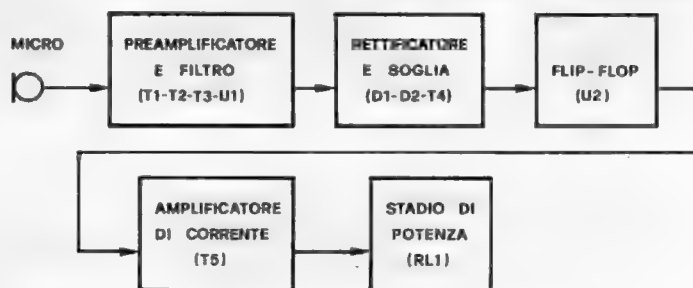 MICRO
PREAMPLIFICATORE
E FILTRO
(T1-T2-T3-U1)
RETTIFICATORE
E SOGLIA
(D1-D2-T4)
FLIP-FLOP
(U2)
AMPLIFICATORE
DI CORRENTE
(T5)
STADIO DI
POTENZA
(RL1)